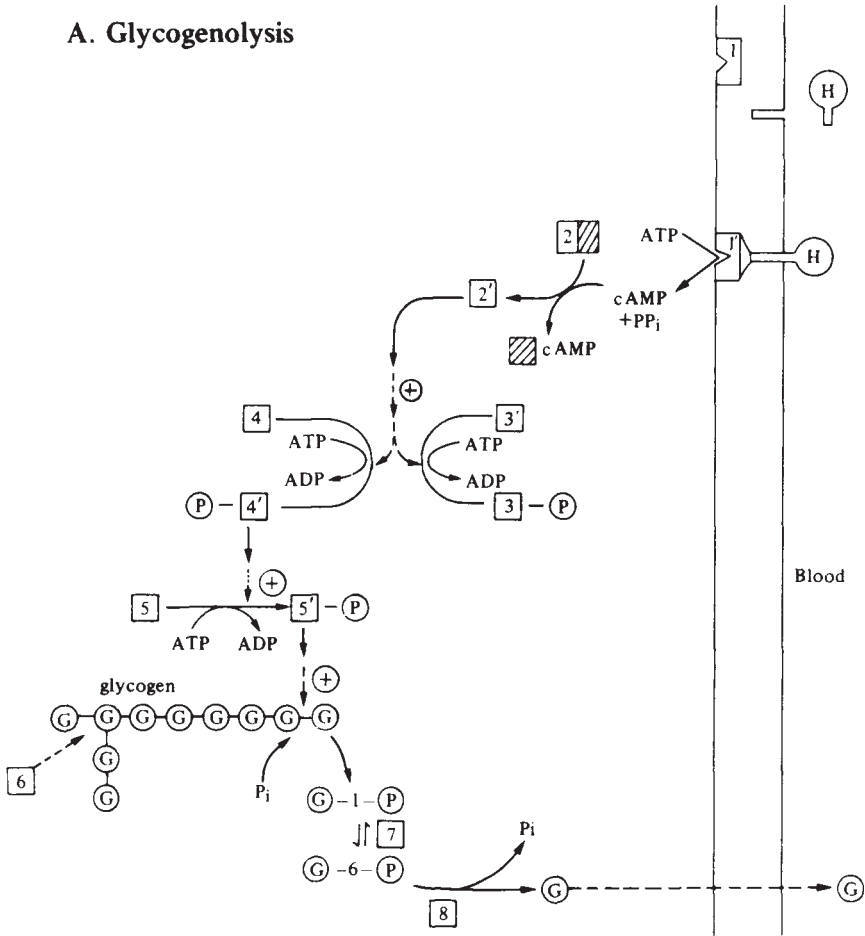 A. Glycogenolysis
1
H
2
ATP
1'
H
2'
cAMP
+PPi
cAMP
+
4
3'
ATP
ATP
ADP
ADP
P – 4'
3 – P
Blood
+
5
5' – P
ATP
ADP
+
glycogen
G G G G G G G G
G
6
G
Pi
G –1– P
7
Pi
G –6– P
G
G
8